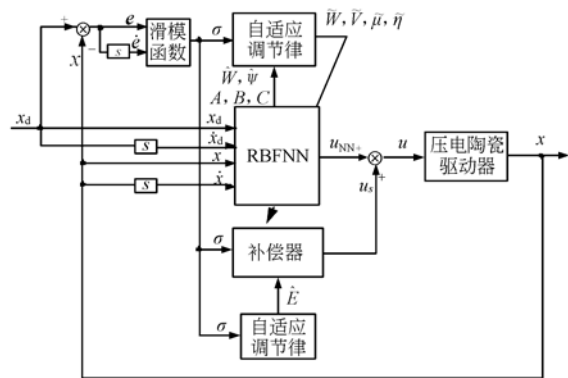 e
ė
s
x
+
−
滑模
函数
σ
自适应
调节律
W̃, Ṽ, μ̃, η̃
Ŵ, ψ̂
A, B, C
x_d
x_d
ẋ_d
s
x
ẋ
s
RBFNN
u_NN+
u
u_s
+
压电陶瓷
驱动器
x
σ
补偿器
Ê
σ
自适应
调节律